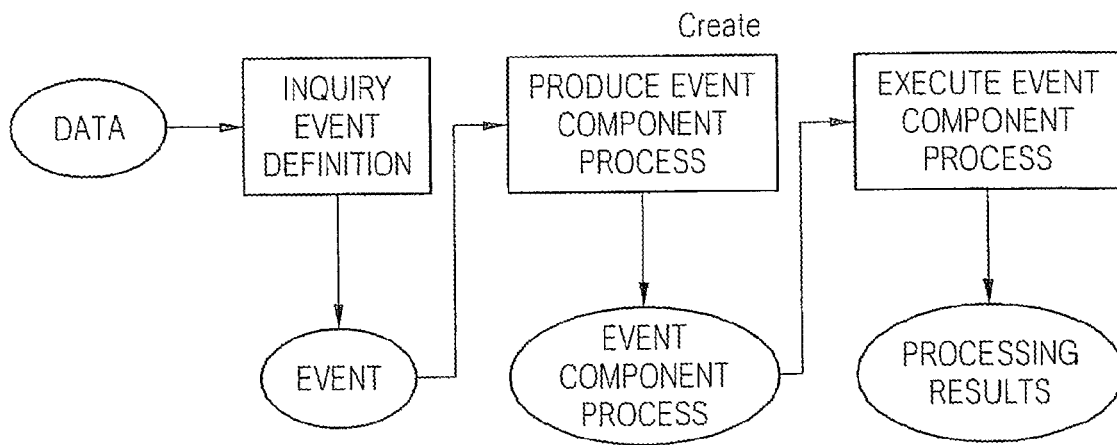 Create
DATA
INQUIRY
EVENT
DEFINITION
PRODUCE EVENT
COMPONENT
PROCESS
EXECUTE EVENT
COMPONENT
PROCESS
EVENT
EVENT
COMPONENT
PROCESS
PROCESSING
RESULTS